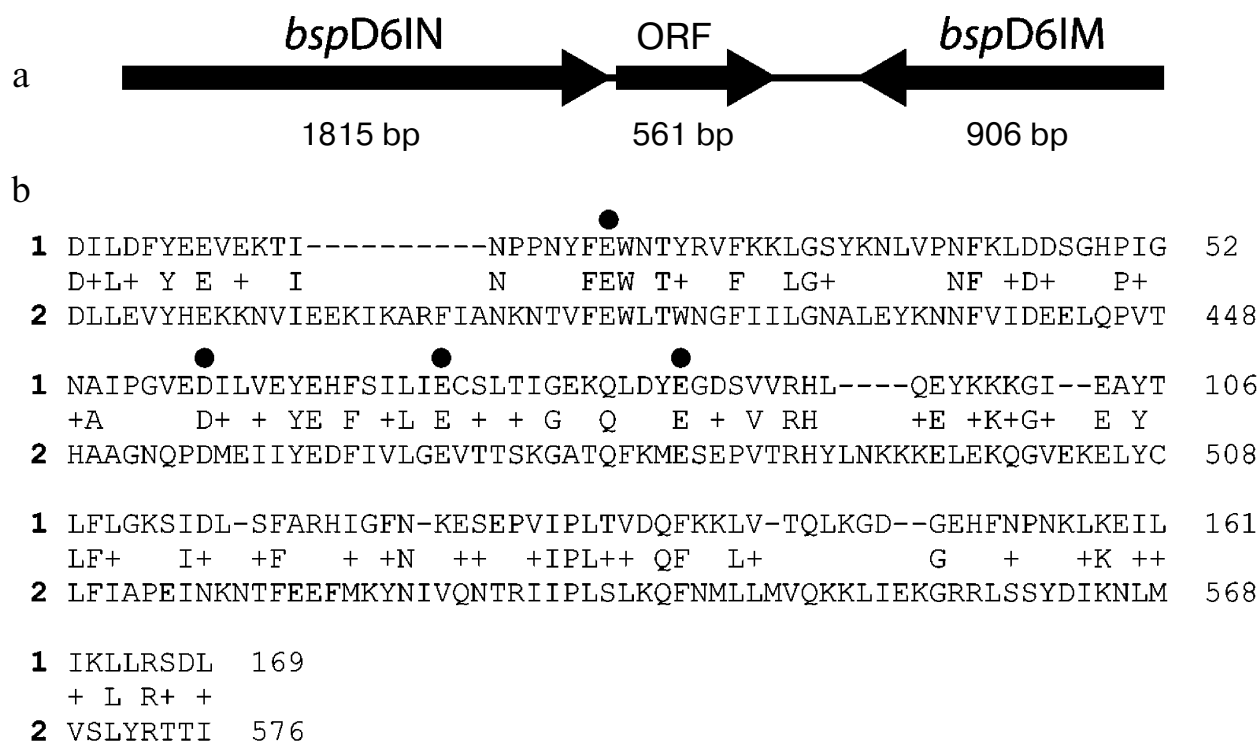 bspD6IN ORF bspD6IM
a
1815 bp 561 bp 906 bp
b
1 DILDFYEEVEKTI----------NPPNYFEWNTYRVFKKLGSYKNLVPNFKLDDSGHPIG 52
D+L+ Y E + I N FEW T+ F LG+ NF +D+ P+
2 DLLEVYHEKKNVIEEKIKARFIANKNTVFEWLTWNGFIILGNALEYKNNFVIDEELQPVT 448
1 NAIPGVEDILVEYEHFSILIECSLTIGEKQLDYEGDSVVRHL----QEYKKKGI--EAYT 106
+A D+ + YE F +L E + + G Q E + V RH +E +K+G+ E Y
2 HAAGNQPDMEIIYEDFIVLGEVTTSKGATQFKMESEPVTRHYLNKKKELEKQGVEKELYC 508
1 LFLGKSIDL-SFARHIGFN-KESEPVIPLTVDQFKKLV-TQLKGD--GEHFNPNKLKEIL 161
LF+ I+ +F + +N ++ +IPL++ QF L+ G + +K ++
2 LFIAPEINKNTFEEFMKYNIVQNTRIIPLSLKQFNMLLMVQKKLIEKGRRLSSYDIKNLM 568
1 IKLLRSDL 169
+ L R+ +
2 VSLYRTTI 576